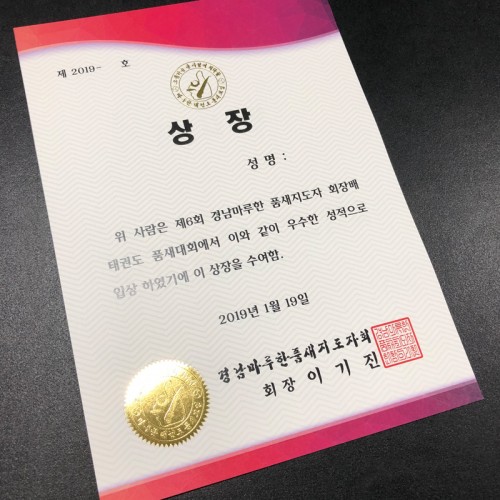 제 2019- 호
상 장
성 명 :
위 사람은 제6회 경남마루한 품새지도자 회장배
태권도 품새대회에서 이와 같이 우수한 성적으로
입상 하였기에 이 상장을 수여함.
2019년 1월 19일
경남마루한품새지도자회
회장 이 기 진